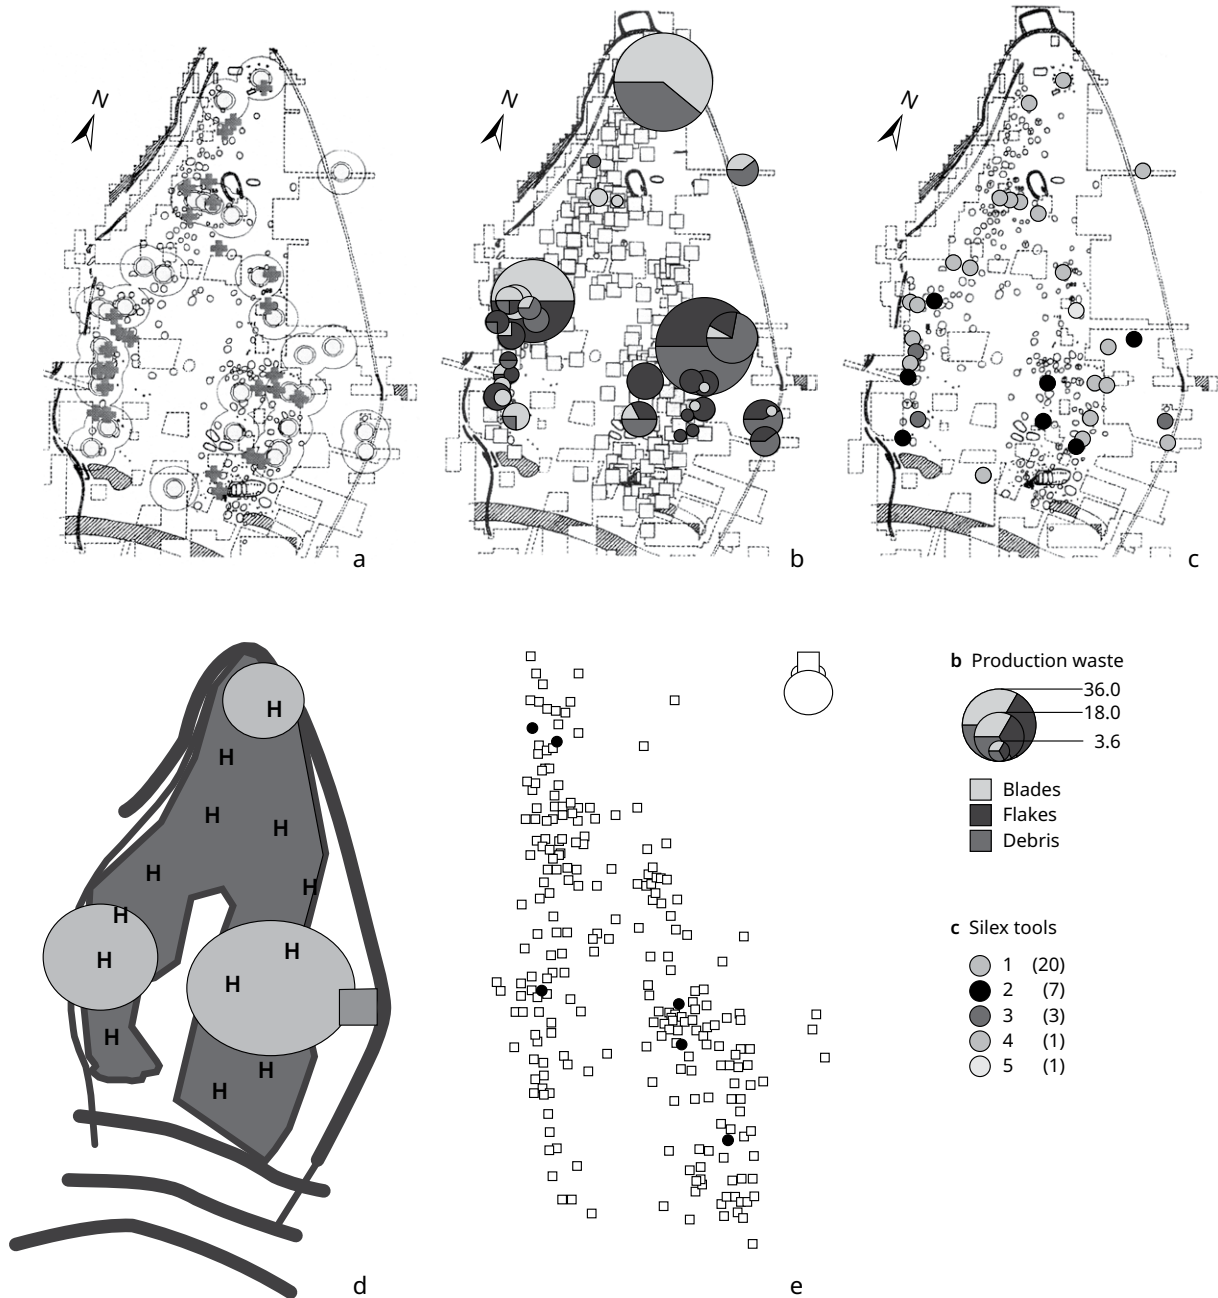 N
N
N
a
b
c
H
H
H
H
H
H
H
H
H
H
H
H
H
d
e
b Production waste
36.0
18.0
3.6
Blades
Flakes
Debris
c Silex tools
1 (20)
2 (7)
3 (3)
4 (1)
5 (1)